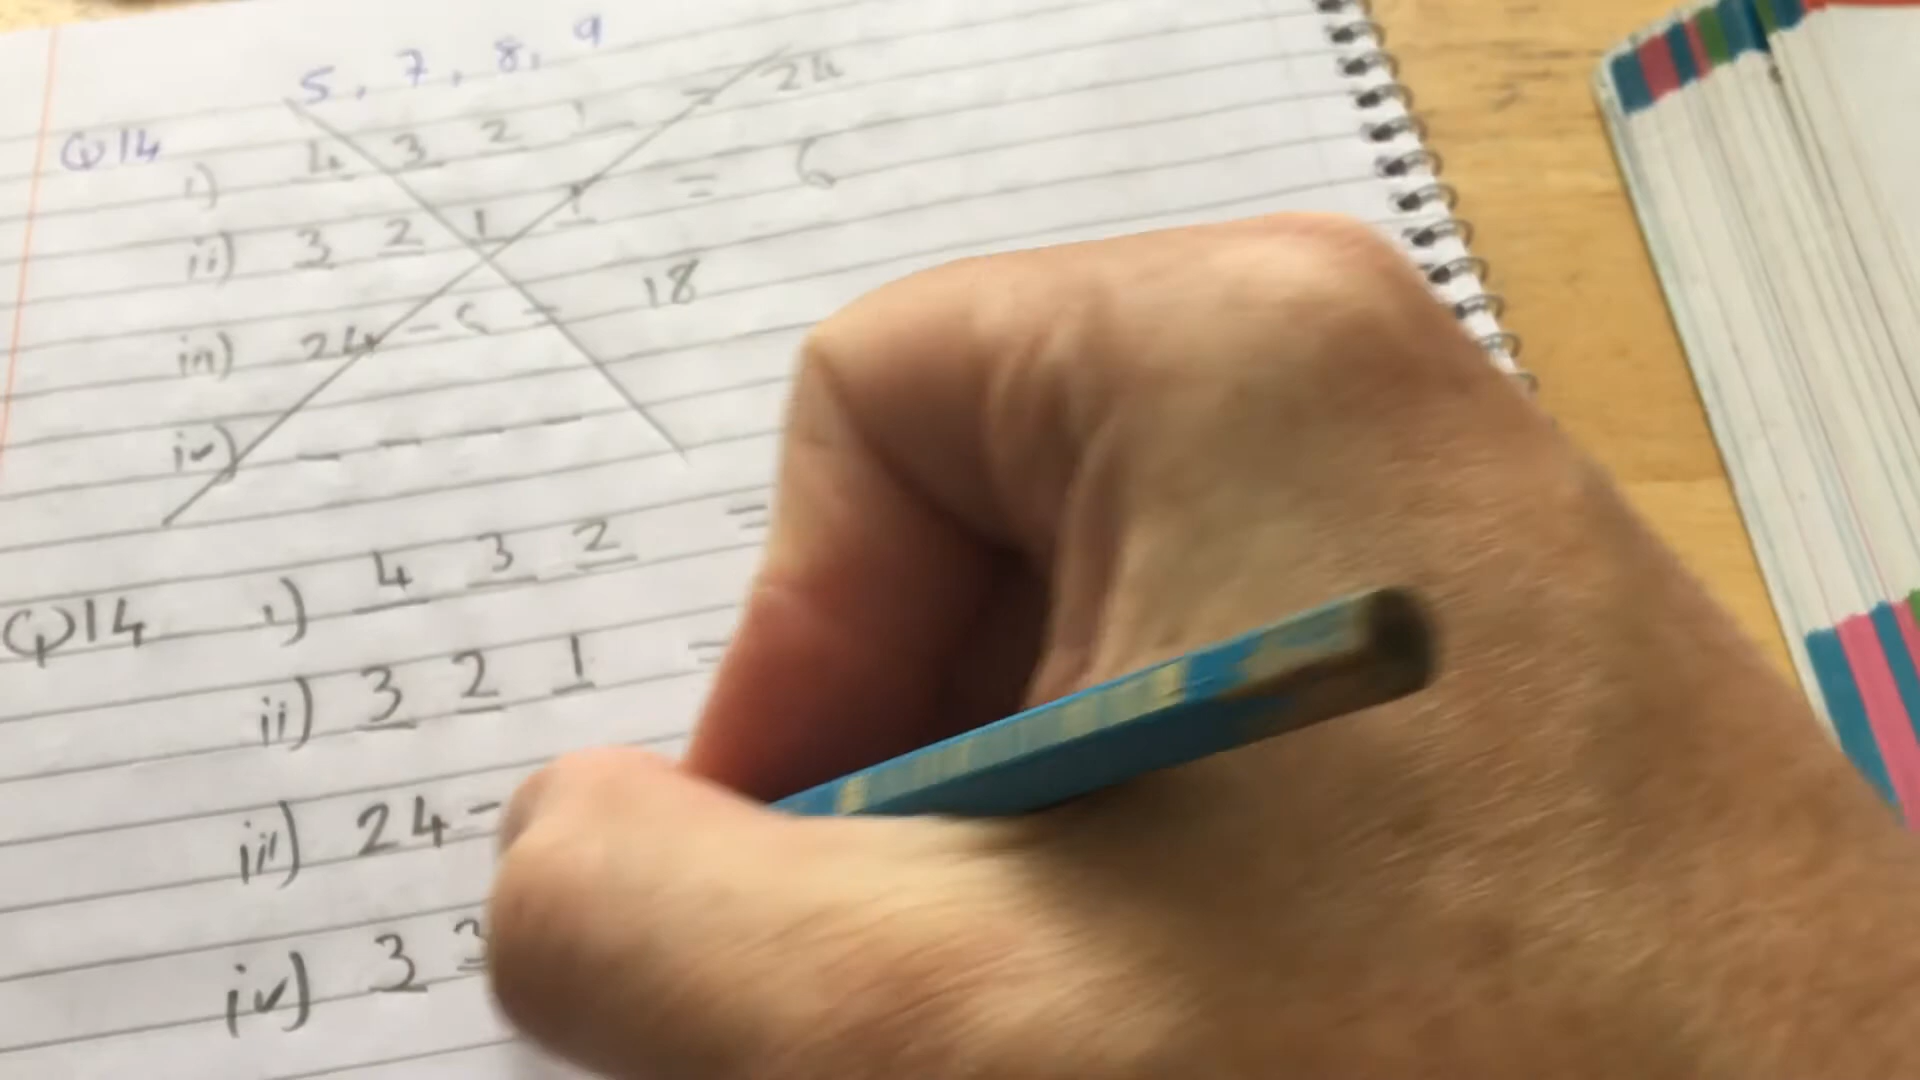 5, 7, 8, 9
Q14
i) 4 3 2 1 = 24
ii) 3 2 1 1 = 6
iii) 24 - 6 = 18
iv) _ _ _ _
Q14 i) 4 3 2 =
ii) 3 2 1 =
iii) 24 -
iv) 3 3